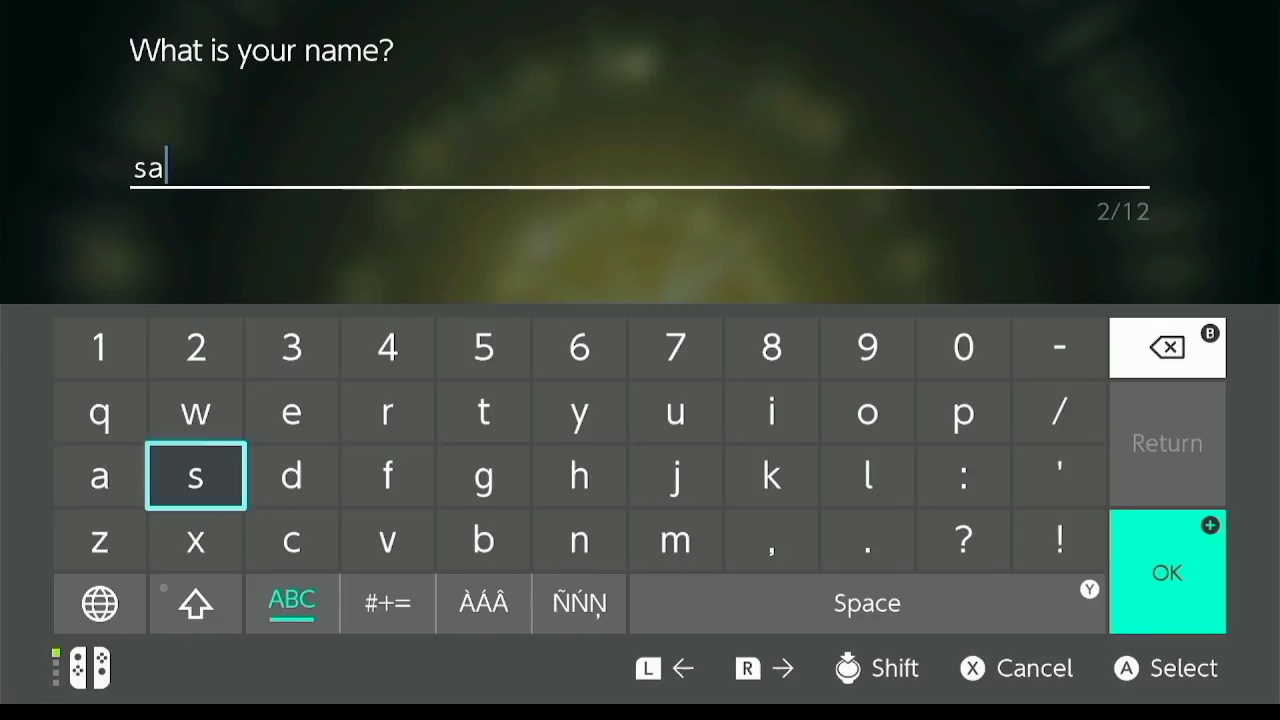 What is your name?
sa
2/12
1 2 3 4 5 6 7 8 9 0 - B
q w e r t y u i o p /
Return
a s d f g h j k l : '
z x c v b n m , . ? ! +
OK
ABC #+= ÀÁÂ ÑŃŅ Space Y
L ← R → Shift X Cancel A Select